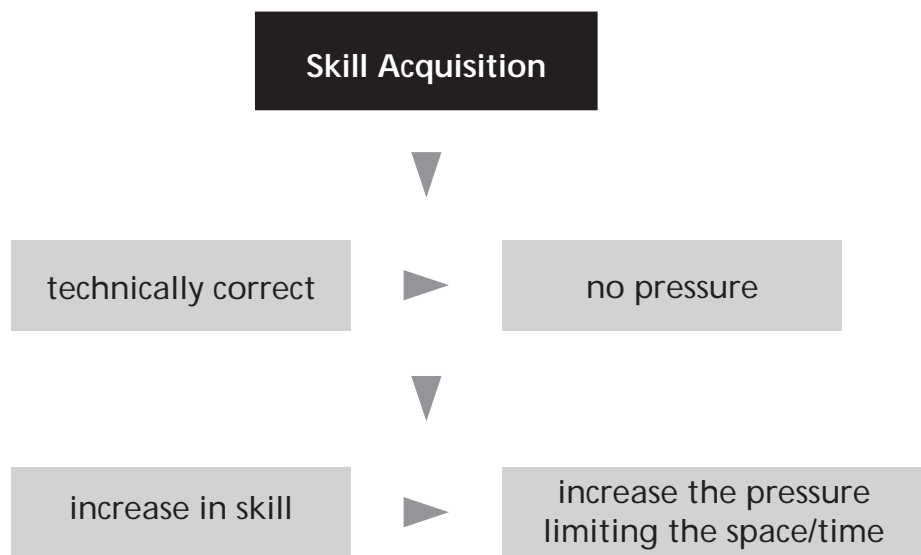 Skill Acquisition
technically correct
no pressure
increase in skill
increase the pressure
limiting the space/time